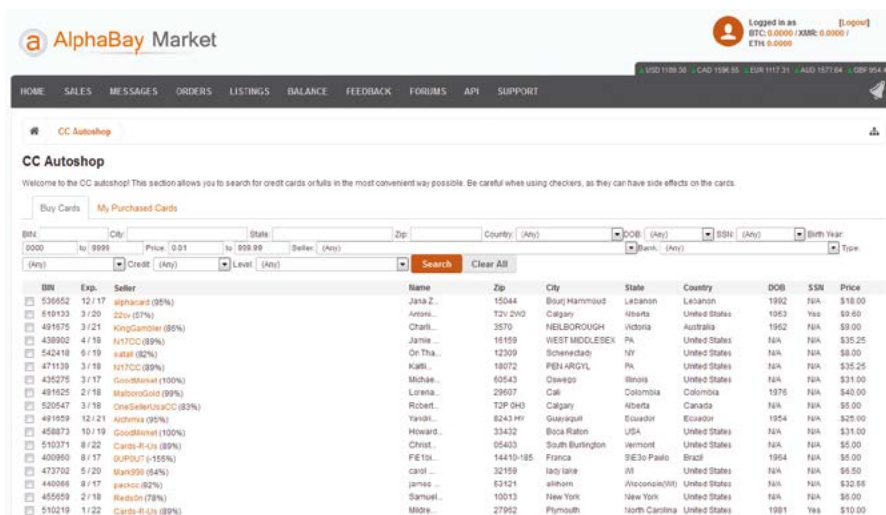 AlphaBay Market
Logged in as [Logout]
BTC: 0.0000 / XMR: 0.0000 /
ETH: 0.0000
USD 1189.30 CAD 1596.55 EUR 1117.31 AUD 1577.64 GBP 954.4
HOME SALES MESSAGES ORDERS LISTINGS BALANCE FEEDBACK FORUMS API SUPPORT
CC Autoshop
CC Autoshop
Welcome to the CC autoshop! This section allows you to search for credit cards or fulls in the most convenient way possible. Be careful when using checkers, as they can have side effects on the cards.
Buy Cards My Purchased Cards
BIN: City: State: Zip: Country: (Any) DOB: (Any) SSN: (Any) Birth Year:
0000 to 9999 Price: 0.01 to 999.99 Seller: (Any) Bank: (Any) Type:
(Any) Credit: (Any) Level: (Any) Search Clear All
BIN Exp. Seller Name Zip City State Country DOB SSN Price
536652 12/17 alphacard (95%) Jana Z... 15044 Bourj Hammoud Lebanon Lebanon 1992 N/A $18.00
519133 3/20 22sv (57%) Antoni... T2V 2W2 Calgary Alberta United States 1963 Yes $9.60
491675 3/21 KingGambler (86%) Charli... 3570 NEILBOROUGH Victoria Australia 1962 N/A $9.00
438902 4/18 N17CC (89%) Jamie ... 16159 WEST MIDDLESEX PA United States N/A N/A $35.25
542418 6/19 (82%) On Tha... 12309 Schenectady NY United States N/A N/A $8.00
471139 3/18 N17CC (89%) Kaitli... 18072 PEN ARGYL PA United States N/A N/A $35.25
435275 3/17 GoodMarket (100%) Michae... 60543 Oswego Illinois United States N/A N/A $31.00
491625 2/18 MalboroGold (99%) Lorena... 29607 Cali Colombia Colombia 1976 N/A $40.00
520547 3/18 OneSellerUsaCC (83%) Robert... T2P 0H3 Calgary Alberta Canada N/A N/A $5.00
491659 12/21 Alchimia (95%) Yandri... 8243 HY Guayaquil Ecuador Ecuador 1954 N/A $25.00
458873 10/19 GoodMarket (100%) Howard... 33432 Boca Raton USA United States N/A N/A $31.00
510371 8/22 Cards-R-Us (89%) Christ... 05403 South Burlington Vermont United States N/A N/A $5.00
400960 8/17 0UP0UT (-155%) 14410-185 Franca SΉ3o Paulo Brazil 1964 N/A $5.00
473702 5/20 Mark998 (64%) carol ... 32159 lady lake United States N/A N/A $6.50
440066 8/17 packcc (92%) james ... 53121 elkhorn Wisconsin(WI) United States N/A N/A $32.55
455659 2/18 Reds0n (78%) Samuel... 10013 New York New York United States N/A N/A $6.00
510219 1/22 Cards-R-Us (89%) Mildre... 27962 Plymouth North Carolina United States 1981 Yes $10.00